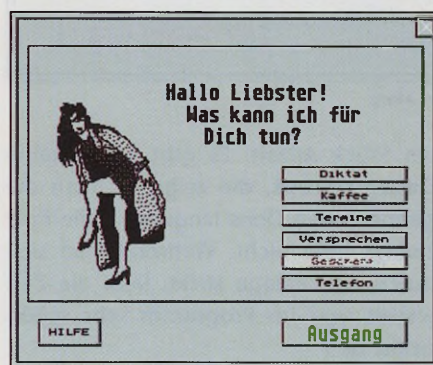 Hallo Liebster!
Was kann ich für
Dich tun?
Diktat
Kaffee
Termine
Versprechen
Telefon
HILFE
Ausgang